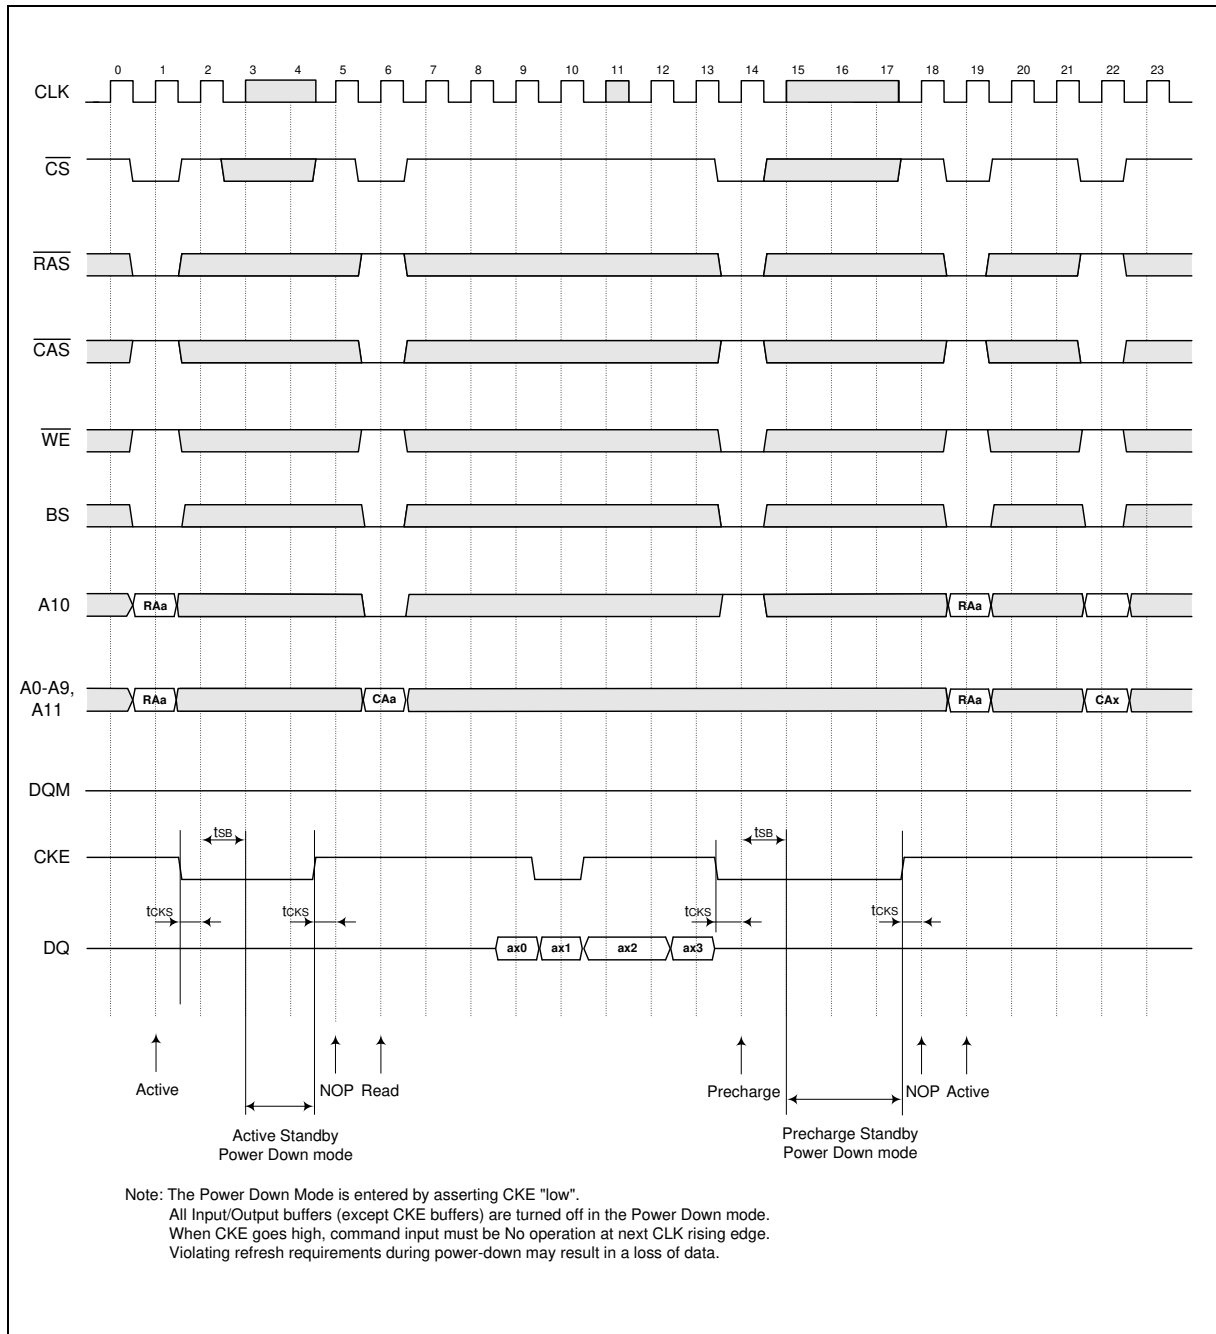 0 1 2 3 4 5 6 7 8 9 10 11 12 13 14 15 16 17 18 19 20 21 22 23
CLK
CS
RAS
CAS
WE
BS
A10 RAa RAa
A0-A9,
A11 RAa CAa RAa CAx
DQM
tSB tSB
CKE
tCKS tCKS tCKS tCKS
DQ ax0 ax1 ax2 ax3
Active NOP Read Precharge NOP Active
Active Standby
Power Down mode
Precharge Standby
Power Down mode
Note: The Power Down Mode is entered by asserting CKE "low".
All Input/Output buffers (except CKE buffers) are turned off in the Power Down mode.
When CKE goes high, command input must be No operation at next CLK rising edge.
Violating refresh requirements during power-down may result in a loss of data.